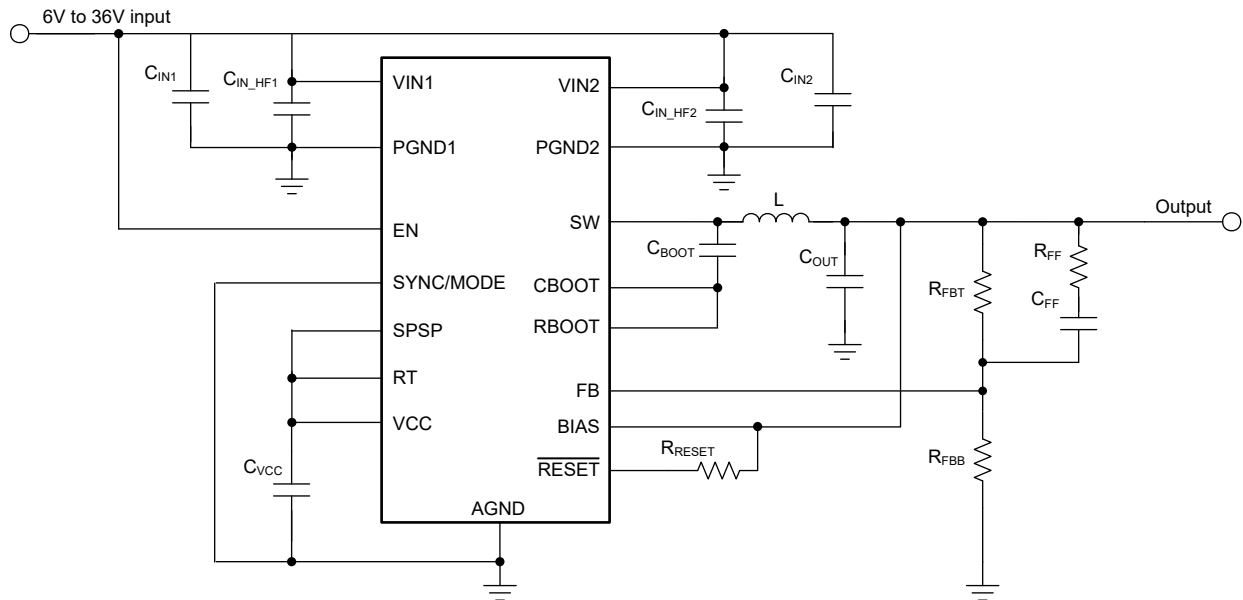 6V to 36V input
CIN1
CIN_HF1
VIN1
VIN2
CIN_HF2
CIN2
PGND1
PGND2
EN
SW
L
Output
CBOOT
COUT
RFBT
RFF
CFF
SYNC/MODE
CBOOT
SPSP
RBOOT
RT
FB
VCC
BIAS
RRESET
RESET
RFBB
CVCC
AGND